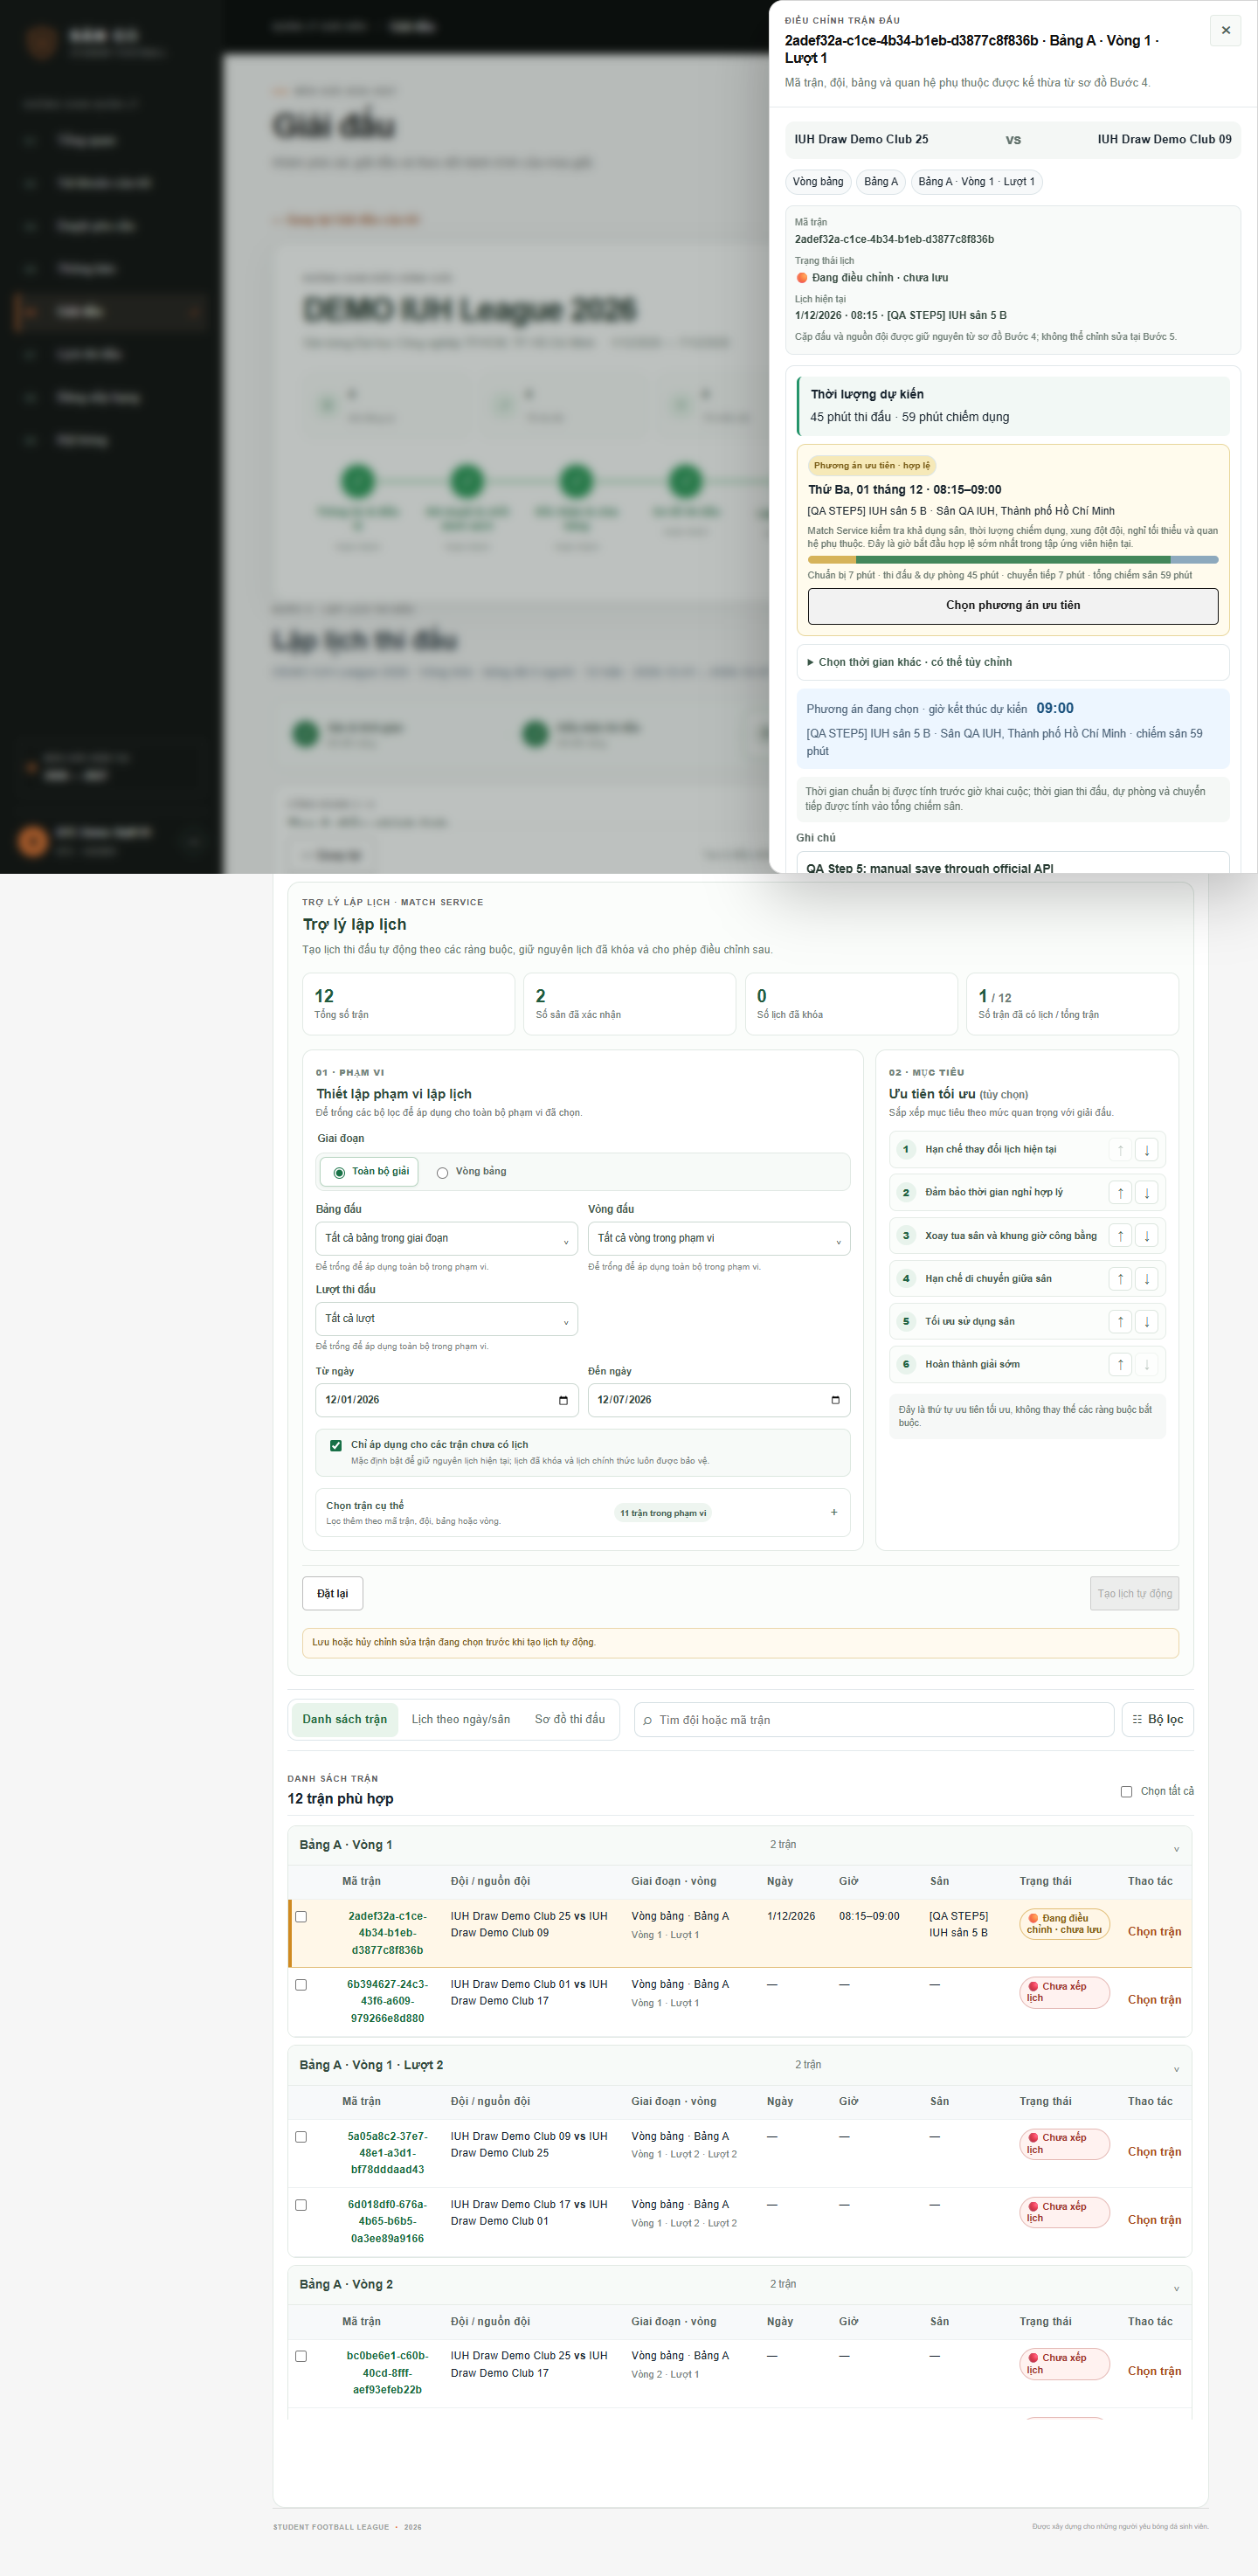 Giải đấu
DEMO IUH League 2026
Lập lịch thi đấu
ĐIỀU CHỈNH TRẬN ĐẤU
2adef32a-c1ce-4b34-b1eb-d3877c8f836b · Bảng A · Vòng 1 ·
Lượt 1
×
Mã trận, đội, bảng và quan hệ phụ thuộc được kế thừa từ sơ đồ Bước 4.
IUH Draw Demo Club 25 VS IUH Draw Demo Club 09
Vòng bảng Bảng A Bảng A · Vòng 1 · Lượt 1
Mã trận
2adef32a-c1ce-4b34-b1eb-d3877c8f836b
Trạng thái lịch
Đang điều chỉnh · chưa lưu
Lịch hiện tại
1/12/2026 · 08:15 · [QA STEP5] IUH sân 5 B
Cặp đấu và nguồn đội được giữ nguyên từ sơ đồ Bước 4; không thể chỉnh sửa tại Bước 5.
Thời lượng dự kiến
45 phút thi đấu · 59 phút chiếm dụng
Phương án ưu tiên · hợp lệ
Thứ Ba, 01 tháng 12 · 08:15–09:00
[QA STEP5] IUH sân 5 B · Sân QA IUH, Thành phố Hồ Chí Minh
Match Service kiểm tra khả dụng sân, thời lượng chiếm dụng, xung đột đội, nghỉ tối thiểu và quan
hệ phụ thuộc. Đây là giờ bắt đầu hợp lệ sớm nhất trong tập ứng viên hiện tại.
Chuẩn bị 7 phút · thi đấu & dự phòng 45 phút · chuyển tiếp 7 phút · tổng chiếm sân 59 phút
Chọn phương án ưu tiên
▶ Chọn thời gian khác · có thể tùy chỉnh
Phương án đang chọn · giờ kết thúc dự kiến 09:00
[QA STEP5] IUH sân 5 B · Sân QA IUH, Thành phố Hồ Chí Minh · chiếm sân 59
phút
Thời gian chuẩn bị được tính trước giờ khai cuộc; thời gian thi đấu, dự phòng và chuyển
tiếp được tính vào tổng chiếm sân.
Ghi chú
QA Step 5: manual save through official API
TRỢ LÝ LẬP LỊCH · MATCH SERVICE
Trợ lý lập lịch
Tạo lịch thi đấu tự động theo các ràng buộc, giữ nguyên lịch đã khóa và cho phép điều chỉnh sau.
12 2 0 1 / 12
Tổng số trận Số sân đã xác nhận Số lịch đã khóa Số trận đã có lịch / tổng trận
01 · PHẠM VI
Thiết lập phạm vi lập lịch
Để trống các bộ lọc để áp dụng cho toàn bộ phạm vi đã chọn.
Giai đoạn
Toàn bộ giải Vòng bảng
Bảng đấu Vòng đấu
Tất cả bảng trong giai đoạn Tất cả vòng trong phạm vi
Để trống để áp dụng toàn bộ trong phạm vi. Để trống để áp dụng toàn bộ trong phạm vi.
Lượt thi đấu
Tất cả lượt
Để trống để áp dụng toàn bộ trong phạm vi.
Từ ngày Đến ngày
12/01/2026 12/07/2026
Chỉ áp dụng cho các trận chưa có lịch
Mặc định bật để giữ nguyên lịch hiện tại; lịch đã khóa và lịch chính thức luôn được bảo vệ.
Chọn trận cụ thể 11 trận trong phạm vi +
Lọc thêm theo mã trận, đội, bảng hoặc vòng.
02 · MỤC TIÊU
Ưu tiên tối ưu (tùy chọn)
Sắp xếp mục tiêu theo mức quan trọng với giải đấu.
1 Hạn chế thay đổi lịch hiện tại ↑ ↓
2 Đảm bảo thời gian nghỉ hợp lý ↑ ↓
3 Xoay tua sân và khung giờ công bằng ↑ ↓
4 Hạn chế di chuyển giữa sân ↑ ↓
5 Tối ưu sử dụng sân ↑ ↓
6 Hoàn thành giải sớm ↑ ↓
Đây là thứ tự ưu tiên tối ưu, không thay thế các ràng buộc bắt
buộc.
Đặt lại Tạo lịch tự động
Lưu hoặc hủy chỉnh sửa trận đang chọn trước khi tạo lịch tự động.
Danh sách trận Lịch theo ngày/sân Sơ đồ thi đấu Tìm đội hoặc mã trận Bộ lọc
DANH SÁCH TRẬN
12 trận phù hợp Chọn tất cả
Bảng A · Vòng 1 2 trận
Mã trận Đội / nguồn đội Giai đoạn · vòng Ngày Giờ Sân Trạng thái Thao tác
2adef32a-c1ce- IUH Draw Demo Club 25 vs IUH Vòng bảng · Bảng A 1/12/2026 08:15–09:00 [QA STEP5] Đang điều
4b34-b1eb- Draw Demo Club 09 Vòng 1 · Lượt 1 IUH sân 5 B chỉnh · chưa lưu Chọn trận
d3877c8f836b
6b394627-24c3- IUH Draw Demo Club 01 vs IUH Vòng bảng · Bảng A — — — Chưa xếp
43f6-a609- Draw Demo Club 17 Vòng 1 · Lượt 1 lịch Chọn trận
979266e8d880
Bảng A · Vòng 1 · Lượt 2 2 trận
Mã trận Đội / nguồn đội Giai đoạn · vòng Ngày Giờ Sân Trạng thái Thao tác
5a05a8c2-37e7- IUH Draw Demo Club 09 vs IUH Vòng bảng · Bảng A — — — Chưa xếp
48e1-a3d1- Draw Demo Club 25 Vòng 1 · Lượt 2 · Lượt 2 lịch Chọn trận
bf78dddaad43
6d018df0-676a- IUH Draw Demo Club 17 vs IUH Vòng bảng · Bảng A — — — Chưa xếp
4b65-b6b5- Draw Demo Club 01 Vòng 1 · Lượt 2 · Lượt 2 lịch Chọn trận
0a3ee89a9166
Bảng A · Vòng 2 2 trận
Mã trận Đội / nguồn đội Giai đoạn · vòng Ngày Giờ Sân Trạng thái Thao tác
bc0be6e1-c60b- IUH Draw Demo Club 25 vs IUH Vòng bảng · Bảng A — — — Chưa xếp
40cd-8fff- Draw Demo Club 17 Vòng 2 · Lượt 1 lịch Chọn trận
aef93efeb22b
STUDENT FOOTBALL LEAGUE • 2026 Được xây dựng cho những người yêu bóng đá sinh viên.